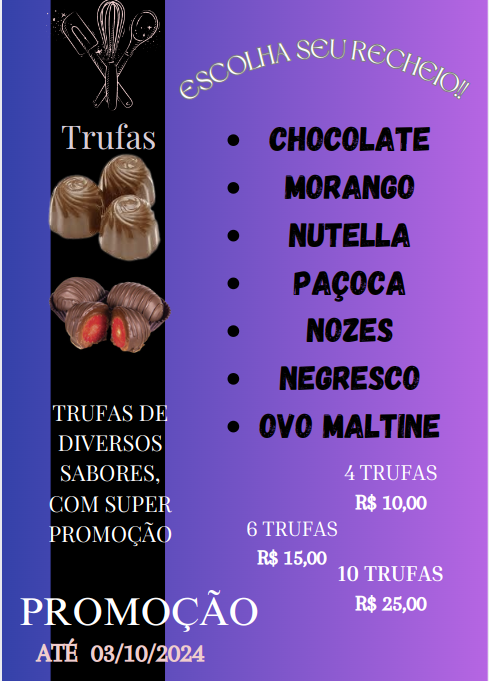 Trufas
TRUFAS DE
DIVERSOS
SABORES,
COM SUPER
PROMOÇÃO
ESCOLHA SEU RECHEIO!!
• CHOCOLATE
• MORANGO
• NUTELLA
• PAÇOCA
• NOZES
• NEGRESCO
• OVO MALTINE
4 TRUFAS
R$ 10,00
6 TRUFAS
R$ 15,00
10 TRUFAS
R$ 25,00
PROMOÇÃO
ATÉ 03/10/2024